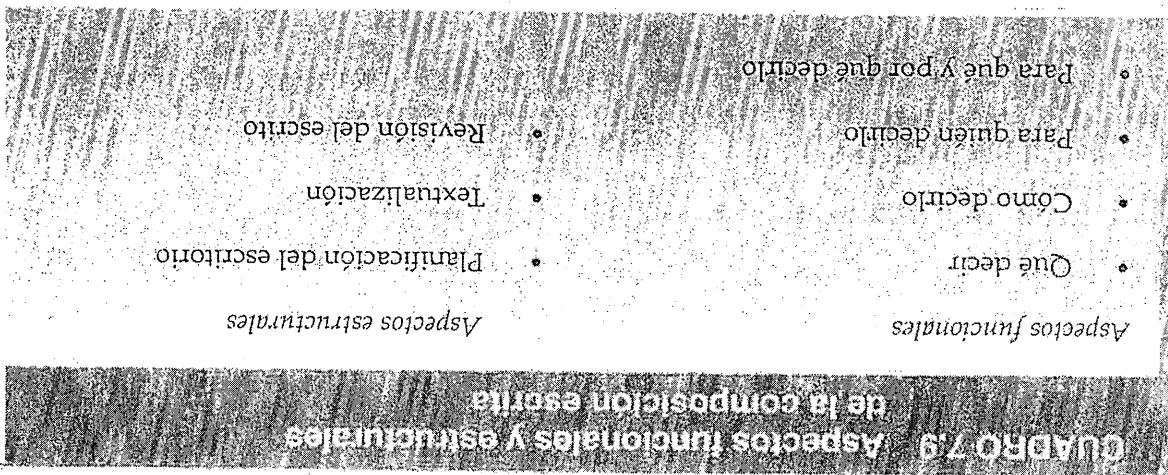 CUADRO 7.9 Aspectos funcionales y estructurales
de la composición escrita
Aspectos funcionales
• Qué decir
• Cómo decirlo
• Para quién decirlo
• Para qué y por qué decirlo
Aspectos estructurales
• Planificación del escritorio
• Textualización
• Revisión del escrito